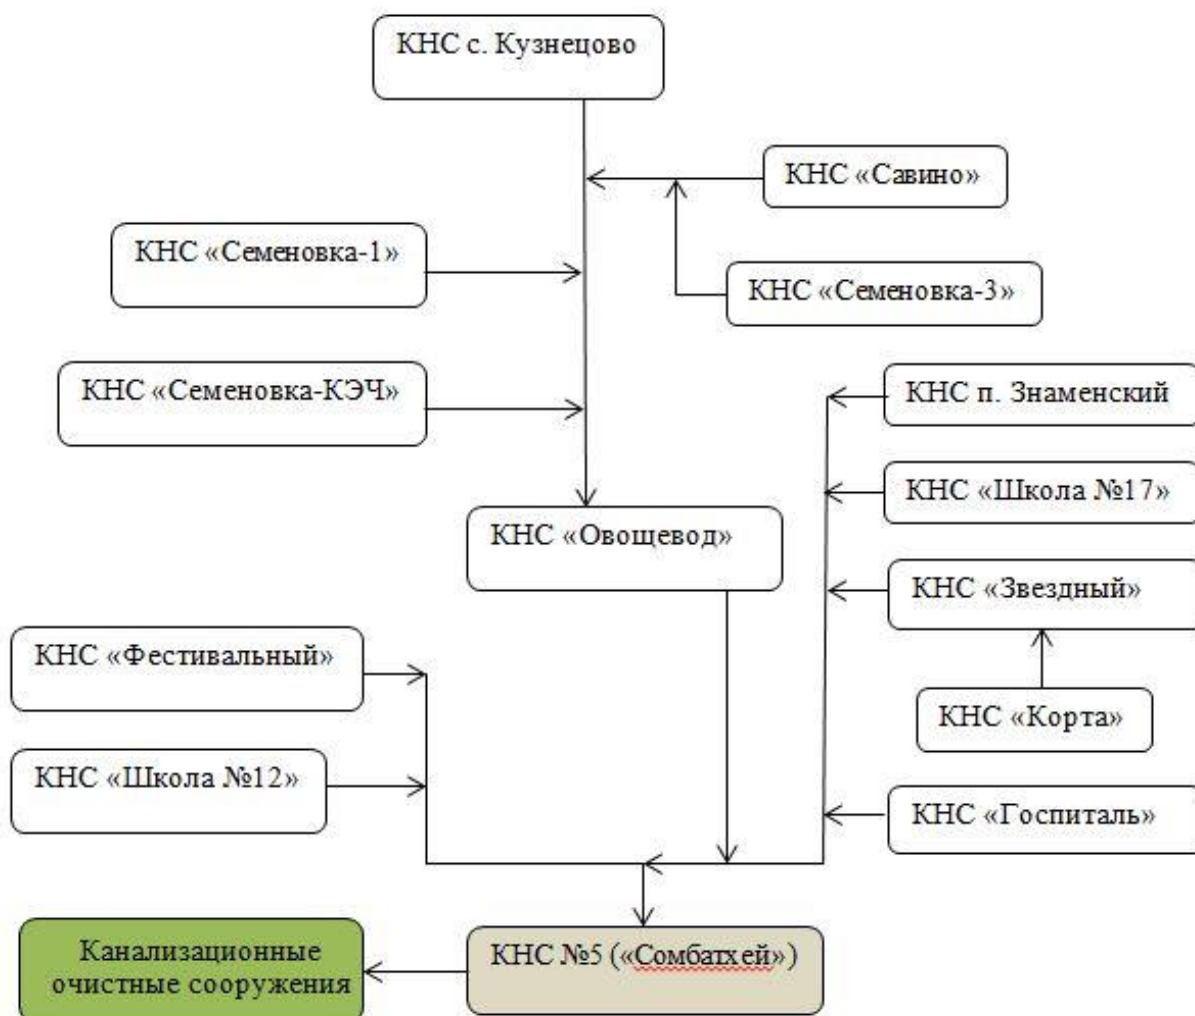 КНС с. Кузнецово
КНС «Савино»
КНС «Семеновка-1»
КНС «Семеновка-3»
КНС «Семеновка-КЭЧ»
КНС п. Знаменский
КНС «Школа №17»
КНС «Овощевод»
КНС «Звездный»
КНС «Фестивальный»
КНС «Корта»
КНС «Школа №12»
КНС «Госпиталь»
Канализационные
очистные сооружения
КНС №5 («Сомбатхей»)